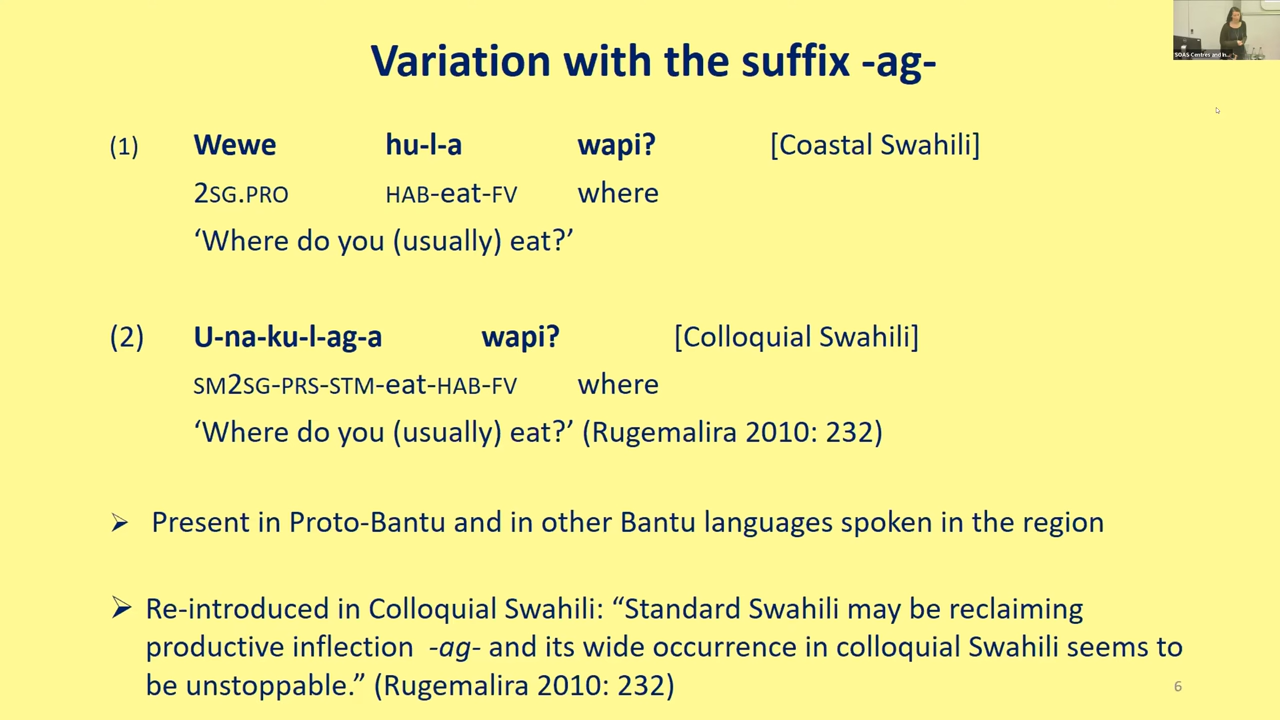 Variation with the suffix -ag-
SOAS Centres and In...
(1) Wewe hu-l-a wapi? [Coastal Swahili]
2SG.PRO HAB-eat-FV where
‘Where do you (usually) eat?’
(2) U-na-ku-l-ag-a wapi? [Colloquial Swahili]
SM2SG-PRS-STM-eat-HAB-FV where
‘Where do you (usually) eat?’ (Rugemalira 2010: 232)
➢ Present in Proto-Bantu and in other Bantu languages spoken in the region
➢ Re-introduced in Colloquial Swahili: “Standard Swahili may be reclaiming
productive inflection -ag- and its wide occurrence in colloquial Swahili seems to
be unstoppable.” (Rugemalira 2010: 232)
6